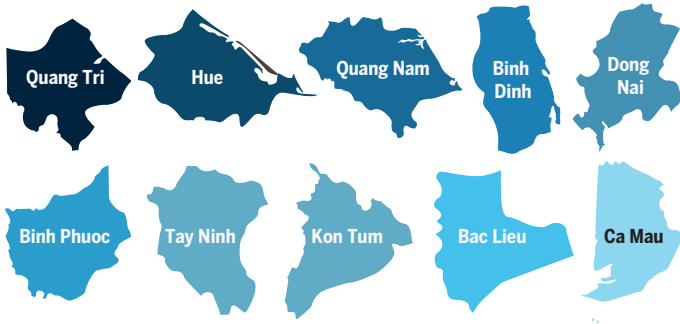 Quang Tri
Hue
Quang Nam
Binh
Dinh
Dong
Nai
Binh Phuoc
Tay Ninh
Kon Tum
Bac Lieu
Ca Mau